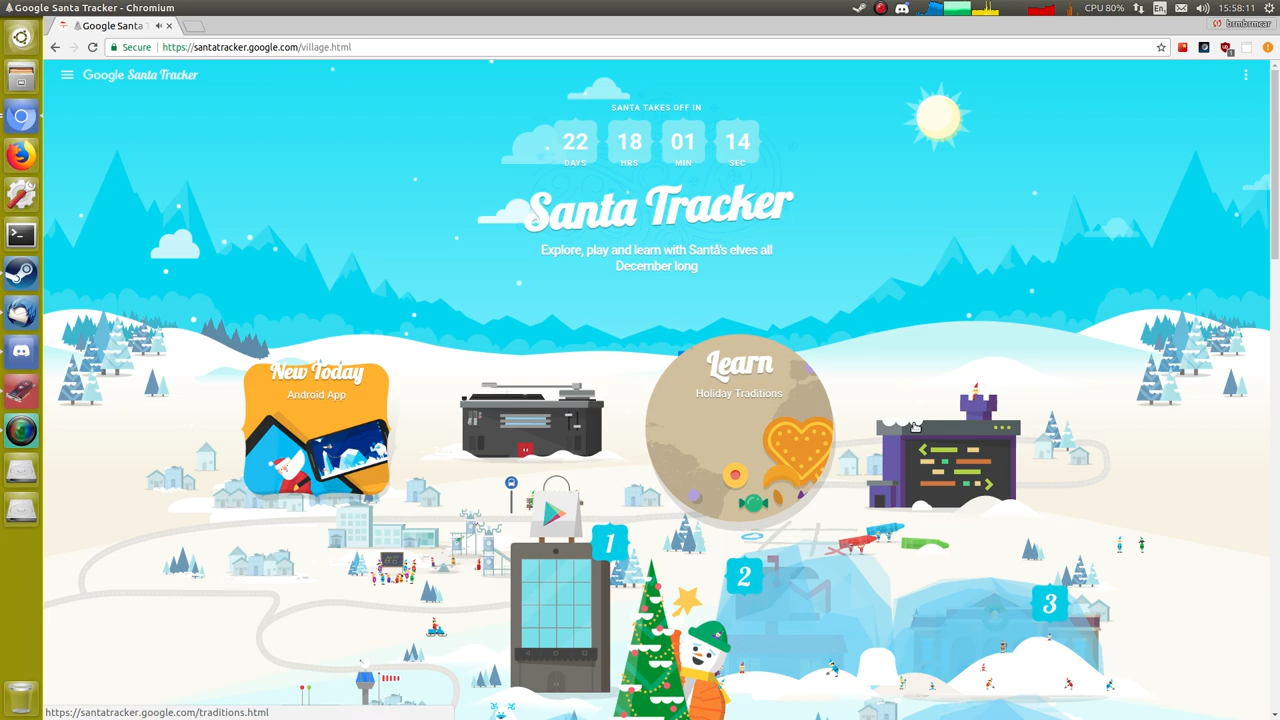 Google Santa Tracker - Chromium
CPU 80%
En
15:58:11
Google Santa T
brmbrmcar
Secure
https://santatracker.google.com/village.html
Google Santa Tracker
SANTA TAKES OFF IN
22 18 01 14
DAYS HRS MIN SEC
Santa Tracker
Explore, play and learn with Santa's elves all
December long
New Today
Android App
Learn
Holiday Traditions
1
2
3
https://santatracker.google.com/traditions.html